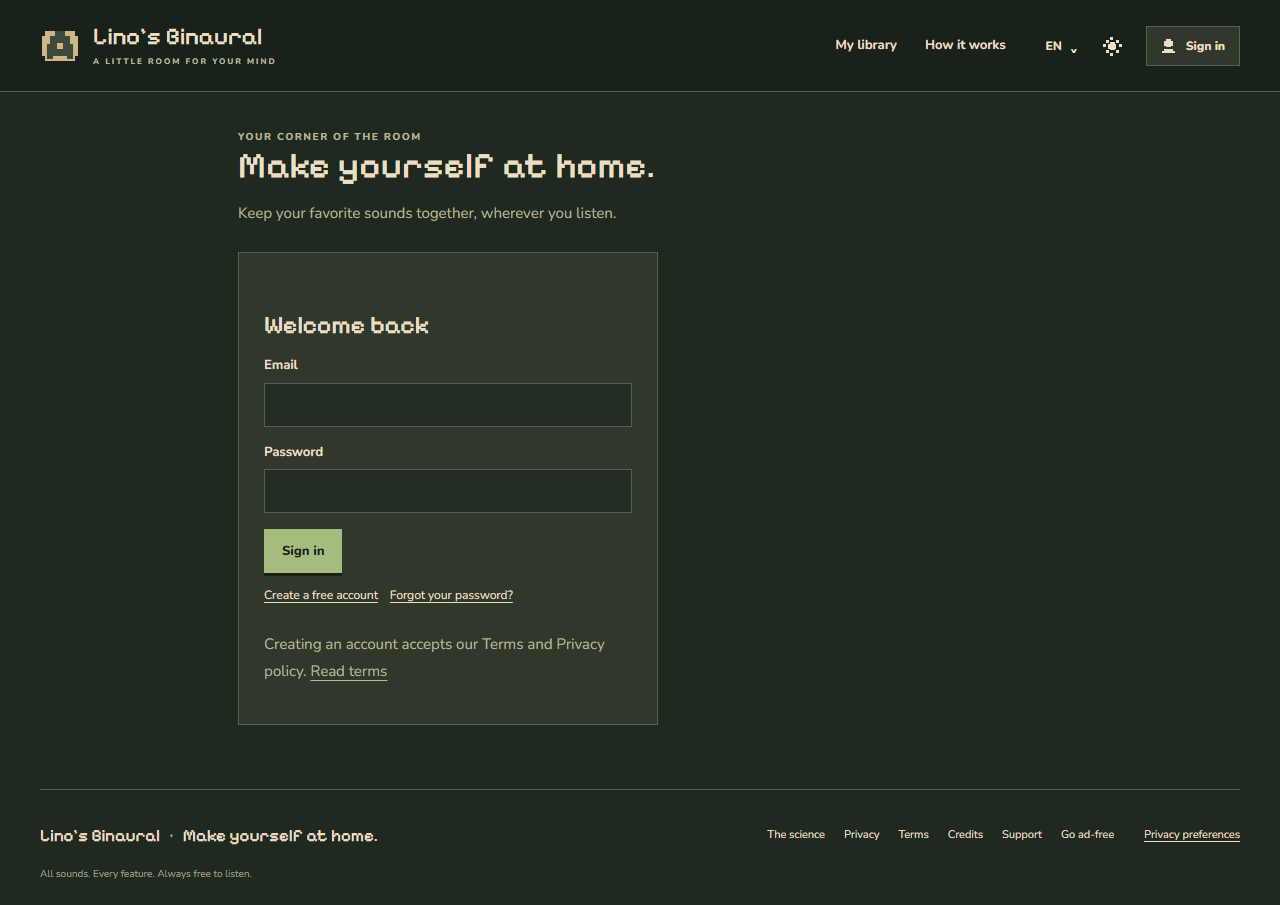 Lino's Binaural
A LITTLE ROOM FOR YOUR MIND
My library
How it works
EN
Sign in
YOUR CORNER OF THE ROOM
Make yourself at home.
Keep your favorite sounds together, wherever you listen.
Welcome back
Email
Password
Sign in
Create a free account Forgot your password?
Creating an account accepts our Terms and Privacy
policy. Read terms
Lino's Binaural · Make yourself at home.
The science Privacy Terms Credits Support Go ad-free Privacy preferences
All sounds. Every feature. Always free to listen.